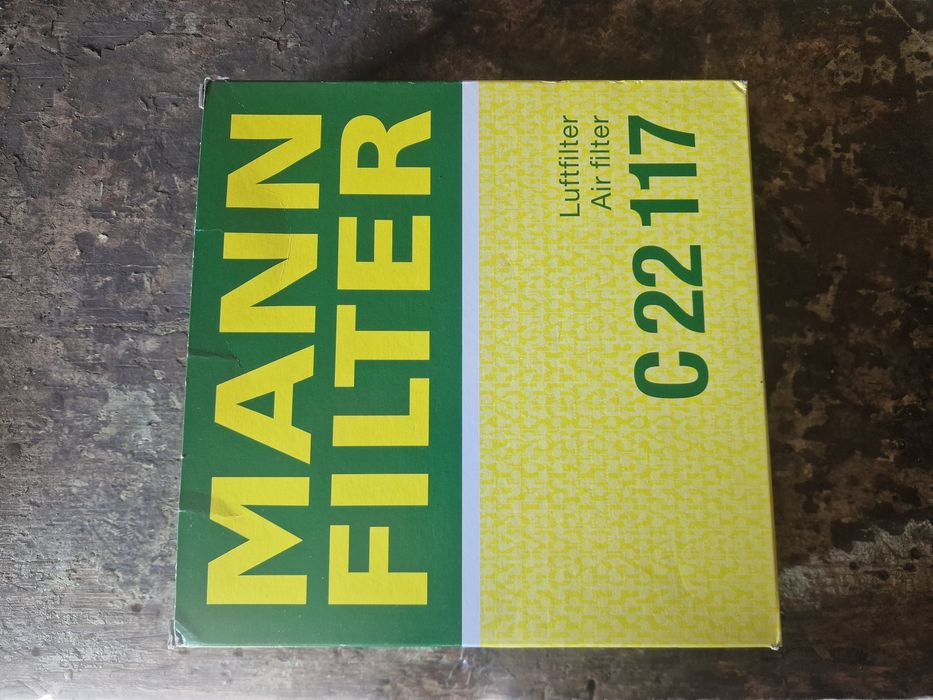 MANN
FILTER
Luftfilter
Air filter
C 22 117